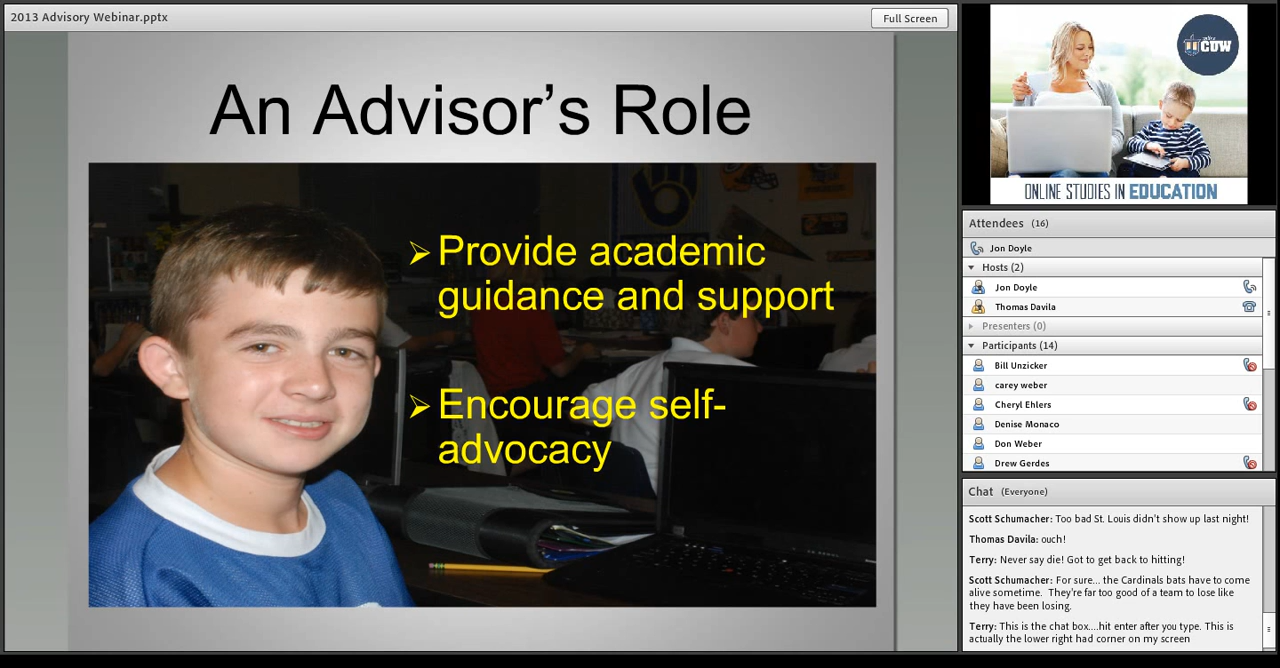 2013 Advisory Webinar.pptx
Full Screen
An Advisor’s Role
Provide academic
guidance and support
Encourage self-
advocacy
CDW
ONLINE STUDIES IN EDUCATION
Attendees (16)
Jon Doyle
Hosts (2)
Jon Doyle
Thomas Davila
Presenters (0)
Participants (14)
Bill Unzicker
carey weber
Cheryl Ehlers
Denise Monaco
Don Weber
Drew Gerdes
Chat (Everyone)
Scott Schumacher: Too bad St. Louis didn't show up last night!
Thomas Davila: ouch!
Terry: Never say die! Got to get back to hitting!
Scott Schumacher: For sure... the Cardinals bats have to come
alive sometime. They're far too good of a team to lose like
they have been losing.
Terry: This is the chat box....hit enter after you type. This is
actually the lower right had corner on my screen